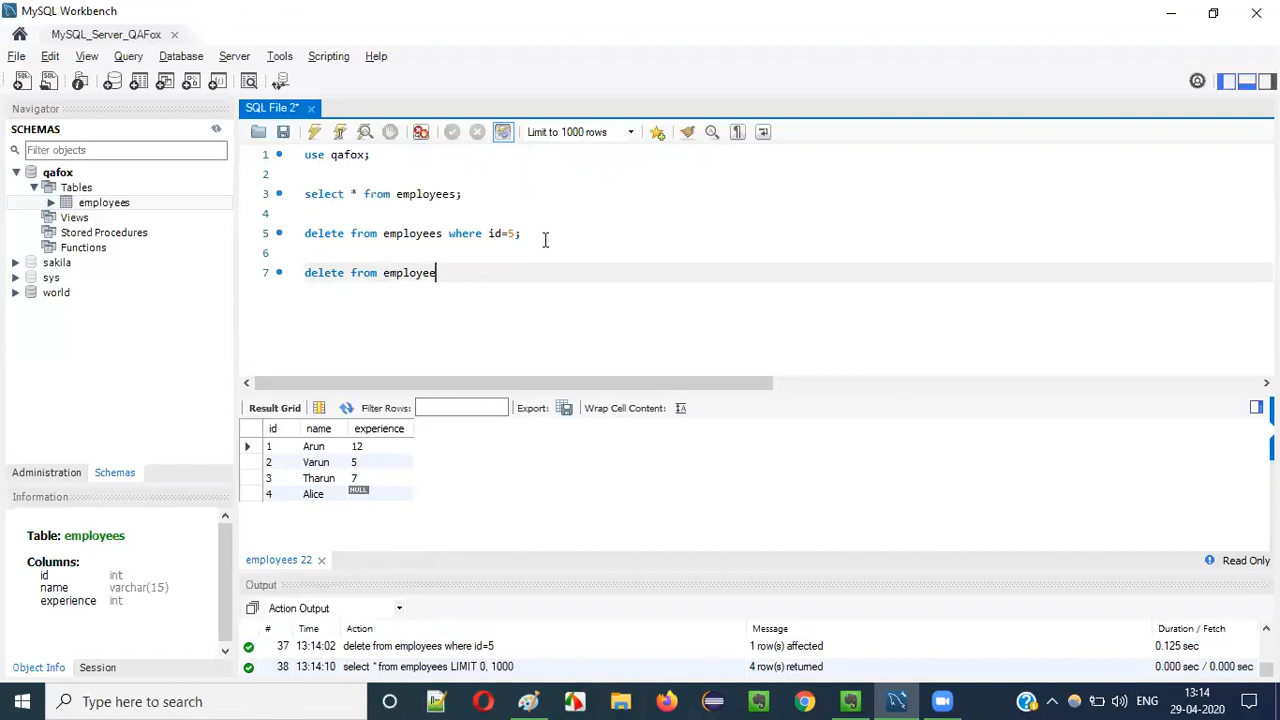 MySQL Workbench
MySQL_Server_QAFox
File Edit View Query Database Server Tools Scripting Help
Navigator
SCHEMAS
Filter objects
qafox
Tables
employees
Views
Stored Procedures
Functions
sakila
sys
world
Administration Schemas
Information
Table: employees
Columns:
id int
name varchar(15)
experience int
Object Info Session
SQL File 2*
Limit to 1000 rows
1 use qafox;
2
3 select * from employees;
4
5 delete from employees where id=5;
6
7 delete from employee
Result Grid Filter Rows: Export: Wrap Cell Content:
id name experience
1 Arun 12
2 Varun 5
3 Tharun 7
4 Alice NULL
employees 22 Read Only
Output
Action Output
# Time Action Message Duration / Fetch
37 13:14:02 delete from employees where id=5 1 row(s) affected 0.125 sec
38 13:14:10 select * from employees LIMIT 0, 1000 4 row(s) returned 0.000 sec / 0.000 sec
Type here to search
ENG
13:14
29-04-2020